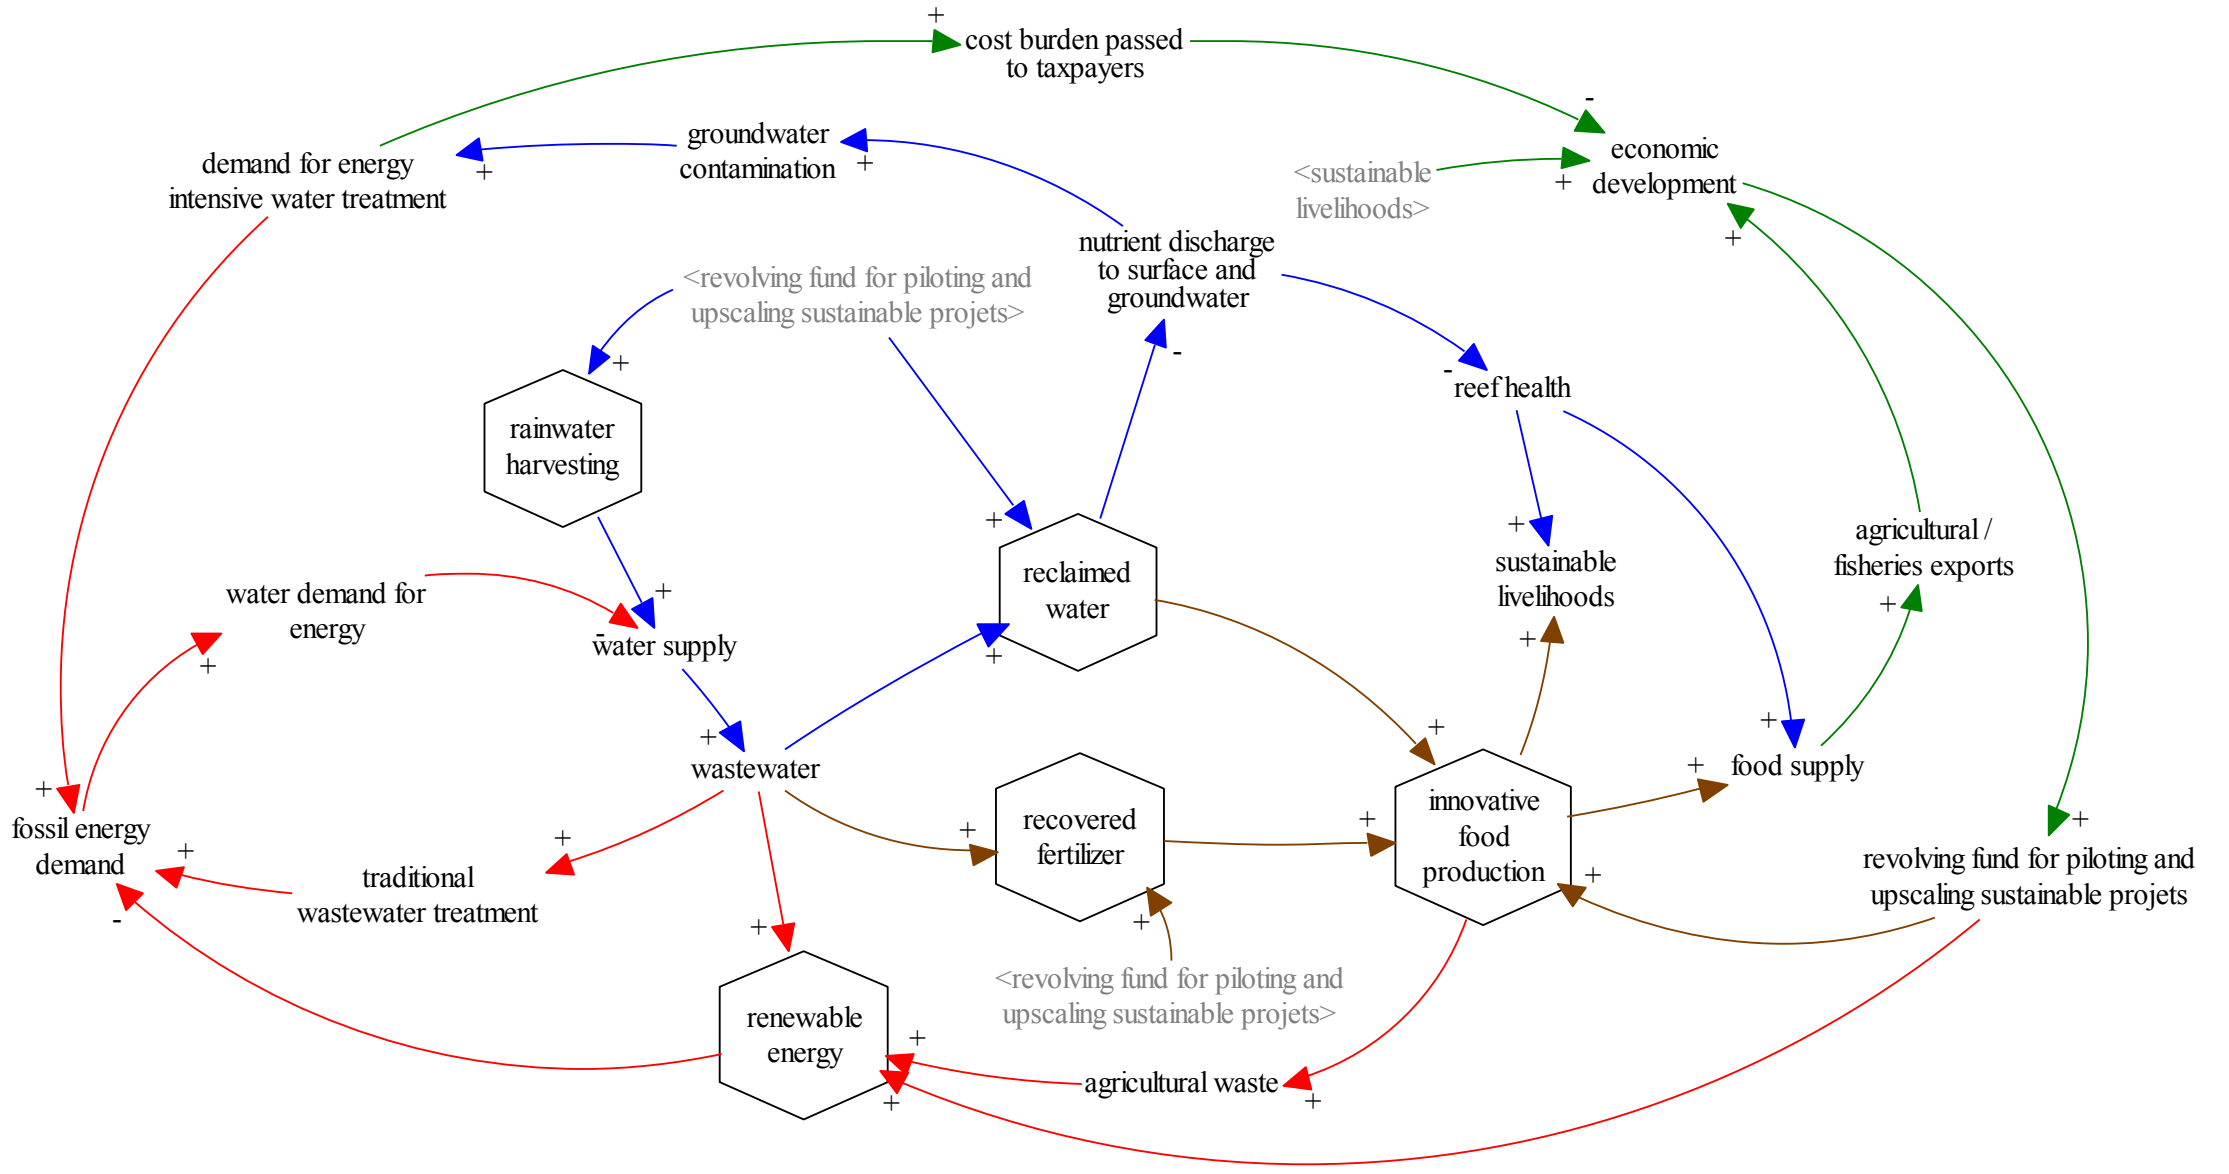 +
cost burden passed
to taxpayers
-
groundwater
contamination
+
demand for energy
intensive water treatment
+
economic
development
<sustainable
livelihoods>
+
+
nutrient discharge
to surface and
groundwater
<revolving fund for piloting and
upscaling sustainable projets>
+
-
-
reef health
rainwater
harvesting
+
+
reclaimed
water
sustainable
livelihoods
+
agricultural /
fisheries exports
+
water demand for
energy
+
+
-
water supply
+
+
wastewater
+
+
+
food supply
+
fossil energy
demand
+
+
traditional
wastewater treatment
+
recovered
fertilizer
+
+
innovative
food
production
+
+
revolving fund for piloting and
upscaling sustainable projets
-
+
+
<revolving fund for piloting and
upscaling sustainable projets>
renewable
energy
+
+
agricultural waste
+